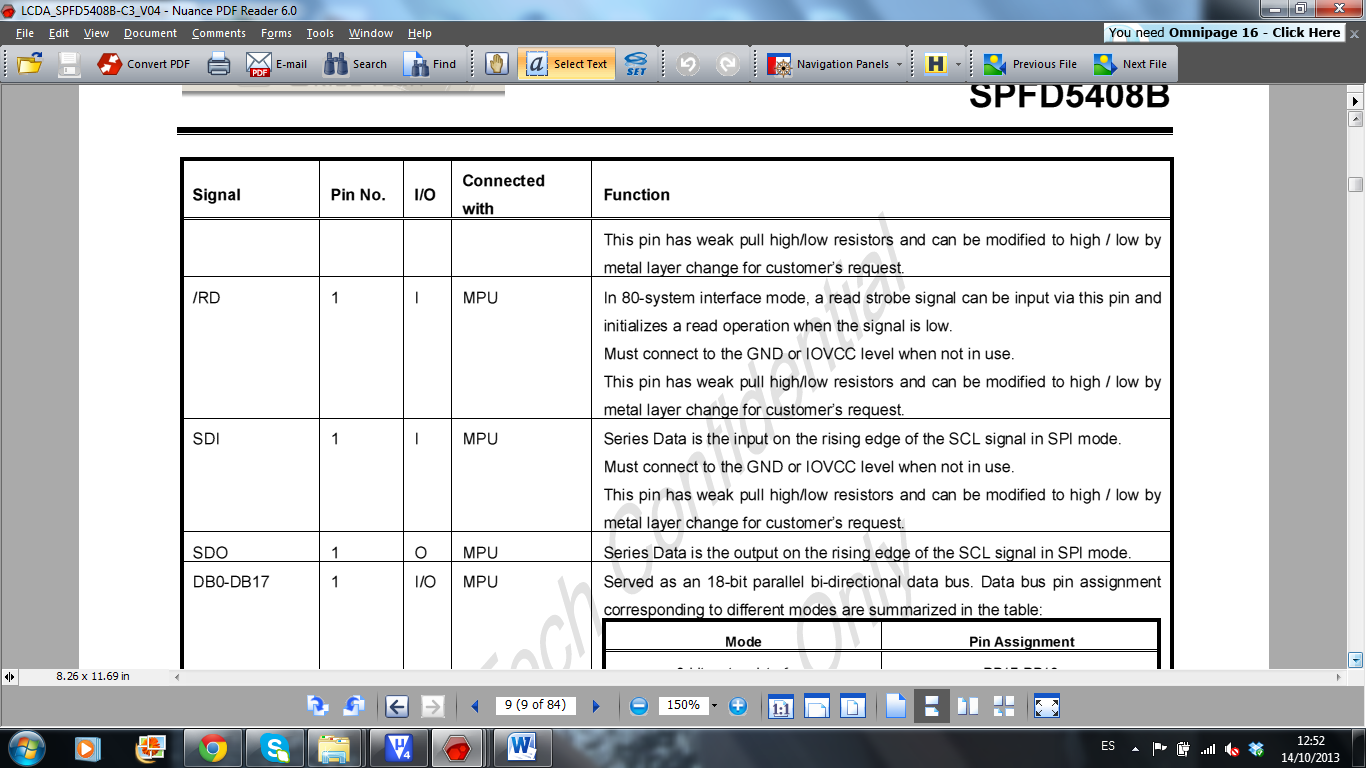 LCDA_SPFD5408B-C3_V04 - Nuance PDF Reader 6.0
File Edit View Document Comments Forms Tools Window Help
You need Omnipage 16 - Click Here
Convert PDF E-mail Search Find Select Text SET Navigation Panels H Previous File Next File
SPFD5408B
Signal Pin No. I/O Connected with Function
This pin has weak pull high/low resistors and can be modified to high / low by
metal layer change for customer's request.
/RD 1 I MPU In 80-system interface mode, a read strobe signal can be input via this pin and
initializes a read operation when the signal is low.
Must connect to the GND or IOVCC level when not in use.
This pin has weak pull high/low resistors and can be modified to high / low by
metal layer change for customer's request.
SDI 1 I MPU Series Data is the input on the rising edge of the SCL signal in SPI mode.
Must connect to the GND or IOVCC level when not in use.
This pin has weak pull high/low resistors and can be modified to high / low by
metal layer change for customer's request.
SDO 1 O MPU Series Data is the output on the rising edge of the SCL signal in SPI mode.
DB0-DB17 1 I/O MPU Served as an 18-bit parallel bi-directional data bus. Data bus pin assignment
corresponding to different modes are summarized in the table:
Mode Pin Assignment
Tech Confidential
Only
8.26 x 11.69 in
9 (9 of 84) 150%
ES 12:52
14/10/2013